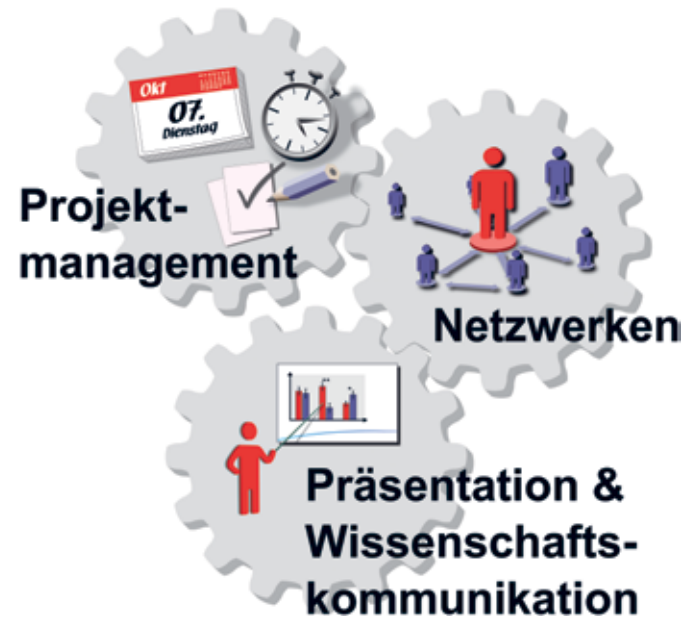 Okt
07.
Dienstag
Projekt-
management
Netzwerken
Präsentation &
Wissenschafts-
kommunikation